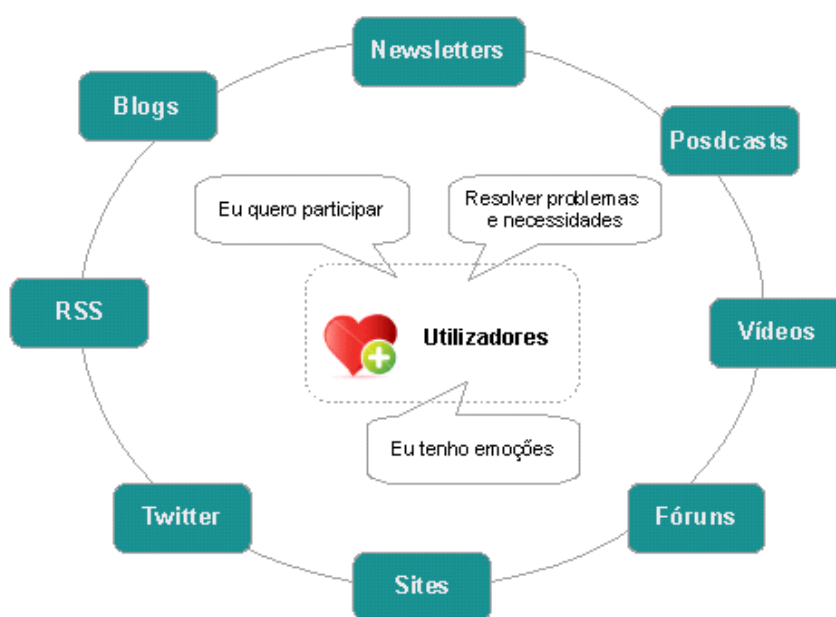 Newsletters
Blogs
Posdcasts
Eu quero participar
Resolver problemas
e necessidades
RSS
Utilizadores
Vídeos
Eu tenho emoções
Twitter
Fóruns
Sites